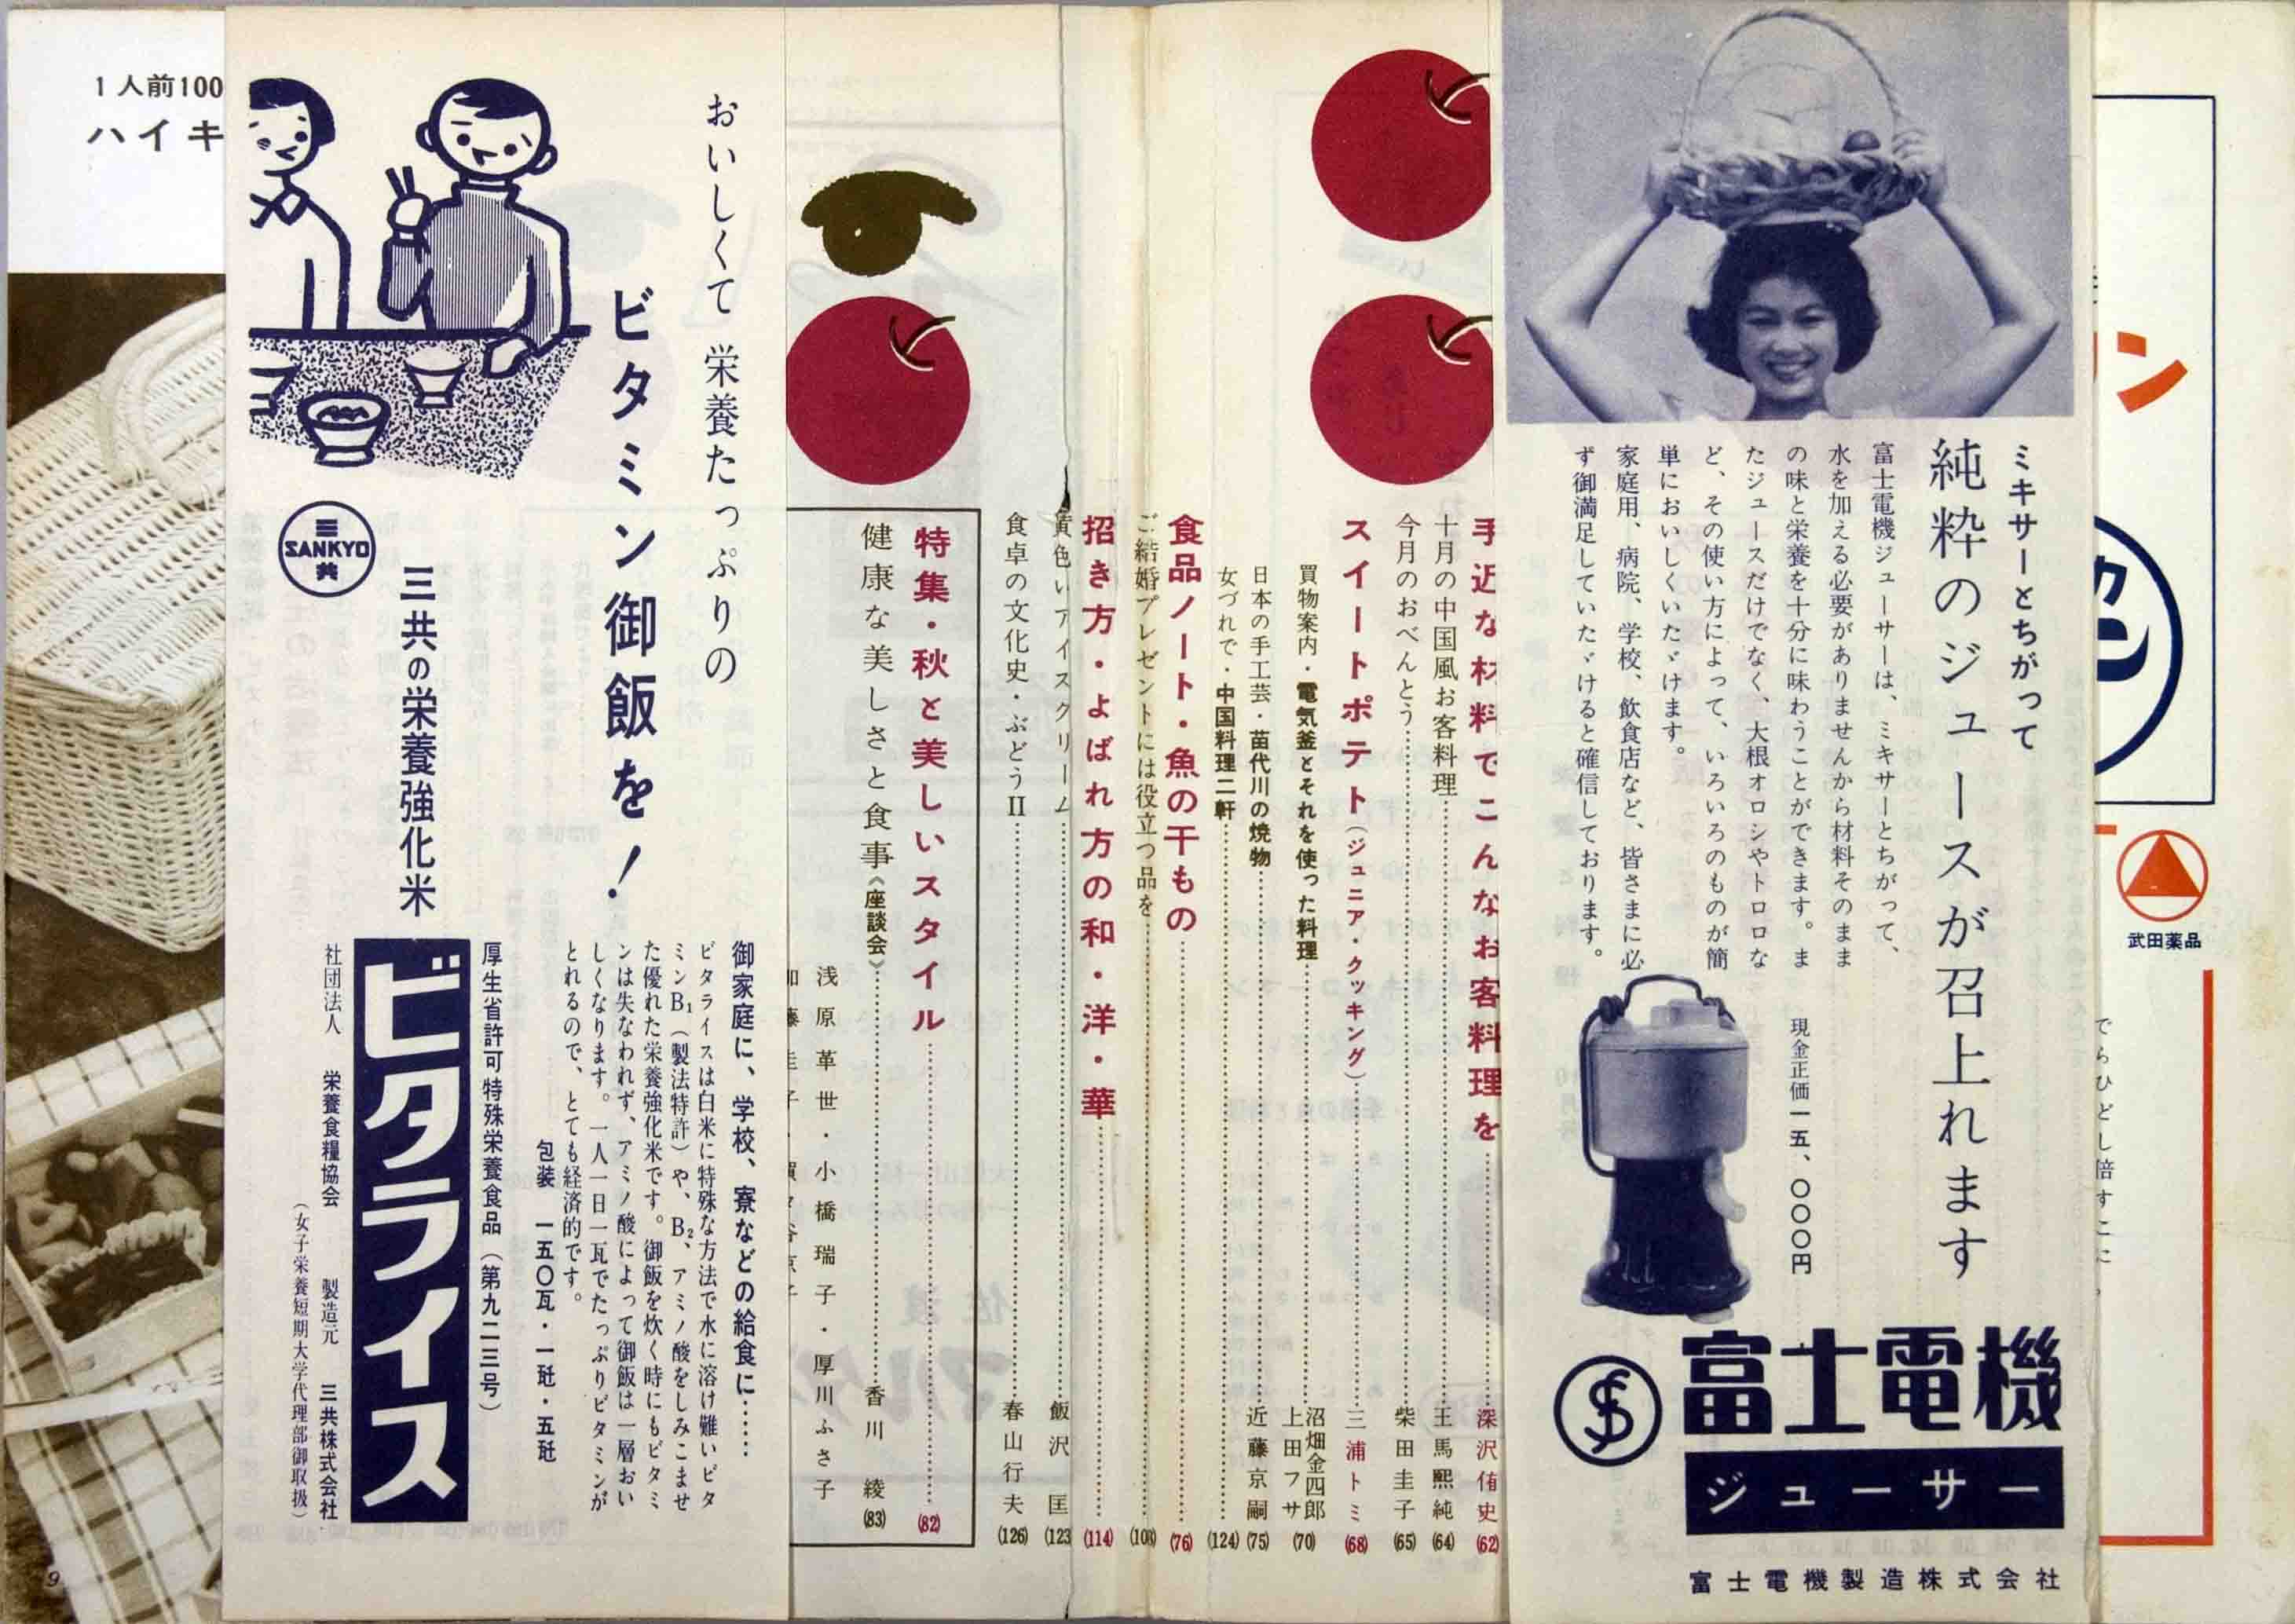 ン
武田薬品
でらひどし倍すこに
ミキサーとちがって
純粋のジュースが召上れます
富士電機ジューサーは、ミキサーとちがって、
水を加える必要がありませんから材料そのまま
の味と栄養を十分に味わうことができます。ま
たジュースだけでなく、大根オロシやトロロな
ど、その使い方によって、いろいろのものが簡
単においしくいたゞけます。
家庭用、病院、学校、飲食店など、皆さまに必
ず御満足していたゞけると確信しております。
現金正価一五、〇〇〇円
富士電機
ジューサー
富士電機製造株式会社
手近な材料でこんなお客料理を……深沢侑史(62)
十月の中国風お客料理……王馬熙純(64)
今月のおべんとう……柴田圭子(65)
スイートポテト(ジュニア・クッキング)……三浦トミ(68)
買物案内・電気釜とそれを使った料理……沼畑金四郎 上田フサ(70)
日本の手工芸・苗代川の焼物……近藤京嗣(75)
女づれで・中国料理二軒……(124)
食品ノート・魚の干もの……(76)
ご結婚プレゼントには役立つ品を……(108)
招き方・よばれ方の和・洋・華……(114)
黄色いアイスクリーム……飯沢匡(123
食卓の文化史・ぶどうⅡ……春山行夫(126)
特集・秋と美しいスタイル……(82)
健康な美しさと食事《座談会》……香川綾(83)
浅原革世・小橋瑞子・厚川ふさ子
おいしくて 栄養たっぷりの
ビタミン御飯を!
三
SANKYO
共
三共の栄養強化米
御家庭に、学校、寮などの給食に……
ビタライスは白米に特殊な方法で水に溶け難いビタ
ミンB₁(製法特許)や、B₂、アミノ酸をしみこませ
た優れた栄養強化米です。御飯を炊く時にもビタミ
ンは失なわれず、アミノ酸によって御飯は一層おい
しくなります。一人一日一瓦でたっぷりビタミンが
とれるので、とても経済的です。
包装 一五〇瓦・一瓩・五瓩
厚生省許可特殊栄養食品(第九二三号)
ビタライス
社団法人 栄養食糧協会 製造元 三共株式会社
(女子栄養短期大学代理部御取扱)
1人前100
ハイキ
9